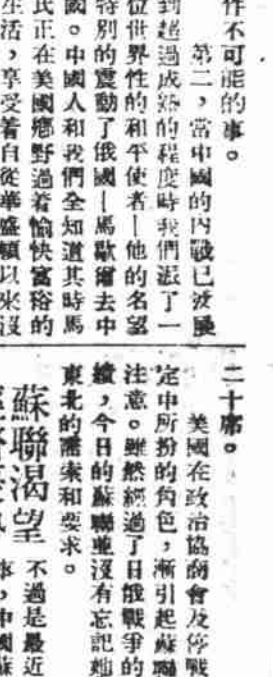 件不可能的事。
第二，當中國的內戰已發展
到超過成熟的程度時我們派了一
位世界性的和平使者—他的名望
特別的震動了俄國—馬歇爾去中
國。中國人和我們全知道其時馬
氏正在美國鄉野過着愉快富裕的
生活，享受着自從華盛頓以來沒
二十席。
美國在政治協商會及停戰
定中所扮的角色，漸引起蘇聯
注意。雖然經過了日俄戰爭的
續，今日的蘇聯並沒有忘記她
東北的需索和要求。
蘇聯渴望
不過是最近
事，中國蘇